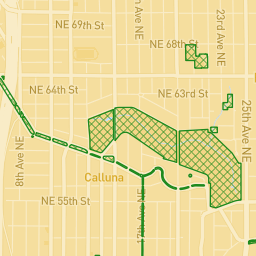 NE 69th St
23rd Ave NE
NE 68th St
NE 64th St
NE 63rd St
25th Ave NE
8th Ave NE
Calluna
NE 55th St
17th Ave NE